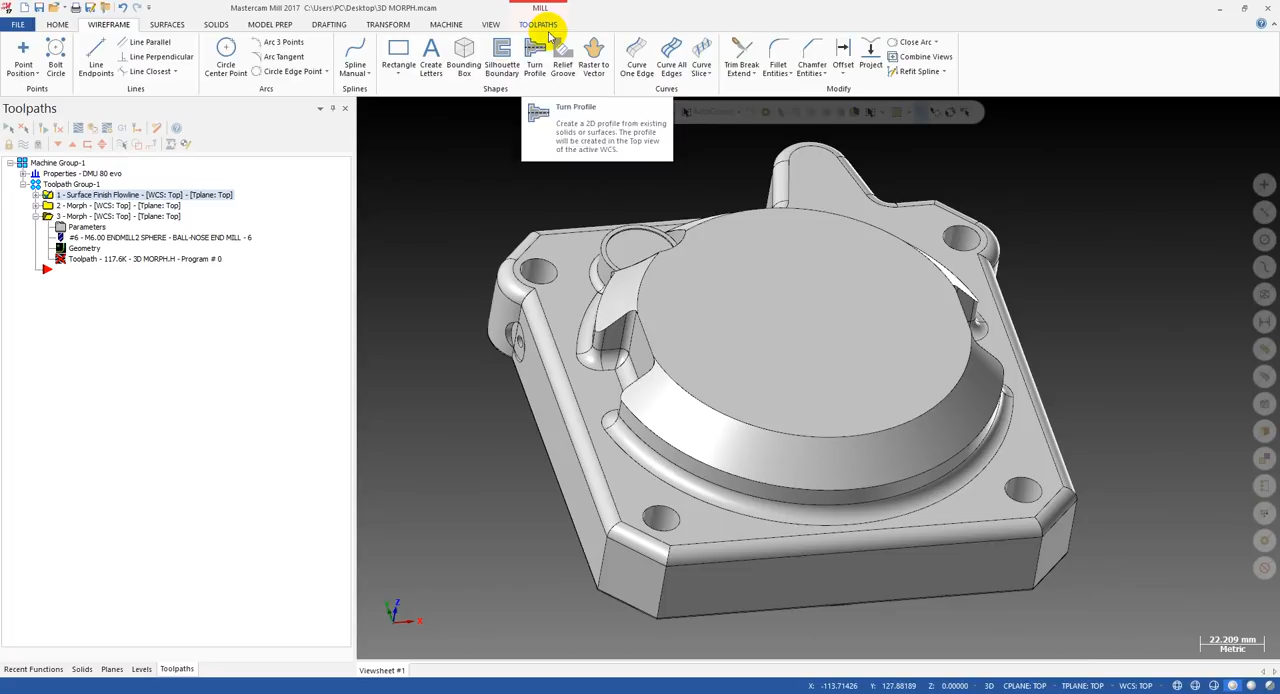 Mastercam Mill 2017  C:\Users\PC\Desktop\3D MORPH.mcam
MILL
FILE HOME WIREFRAME SURFACES SOLIDS MODEL PREP DRAFTING TRANSFORM MACHINE VIEW TOOLPATHS
Point Position
Bolt Circle
Points
Line Endpoints
Line Parallel
Line Perpendicular
Line Closest
Lines
Circle Center Point
Arc 3 Points
Arc Tangent
Circle Edge Point
Arcs
Spline Manual
Splines
Rectangle
Create Letters
Bounding Box
Silhouette Boundary
Turn Profile
Relief Groove
Raster to Vector
Shapes
Curve One Edge
Curve All Edges
Curve Slice
Curves
Trim Break Extend
Fillet Entities
Chamfer Entities
Offset
Project
Close Arc
Combine Views
Refit Spline
Modify
Turn Profile
Create a 2D profile from existing
solids or surfaces. The profile
will be created in the Top view
of the active WCS.
Toolpaths
G1
Machine Group-1
Properties - DMU 80 evo
Toolpath Group-1
1 - Surface Finish Flowline - [WCS: Top] - [Tplane: Top]
2 - Morph - [WCS: Top] - [Tplane: Top]
3 - Morph - [WCS: Top] - [Tplane: Top]
Parameters
#6 - M6.00 ENDMILL2 SPHERE - BALL-NOSE END MILL - 6
Geometry
Toolpath - 117.6K - 3D MORPH.H - Program # 0
Z
X
22.209 mm
Metric
Recent Functions Solids Planes Levels Toolpaths
Viewsheet #1
X: -113.71426 Y: 127.88189 Z: 0.00000 3D CPLANE: TOP TPLANE: TOP WCS: TOP